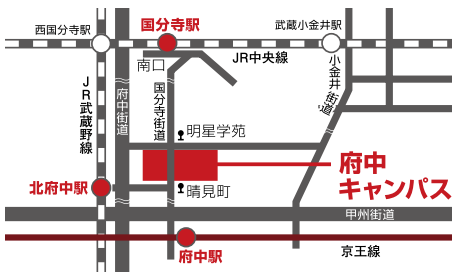 国分寺駅
西国分寺駅
武蔵小金井駅
南口
JR中央線
小金井街道
JR武蔵野線
府中街道
国分寺街道
明星学苑
府中
キャンパス
北府中駅
晴見町
甲州街道
京王線
府中駅